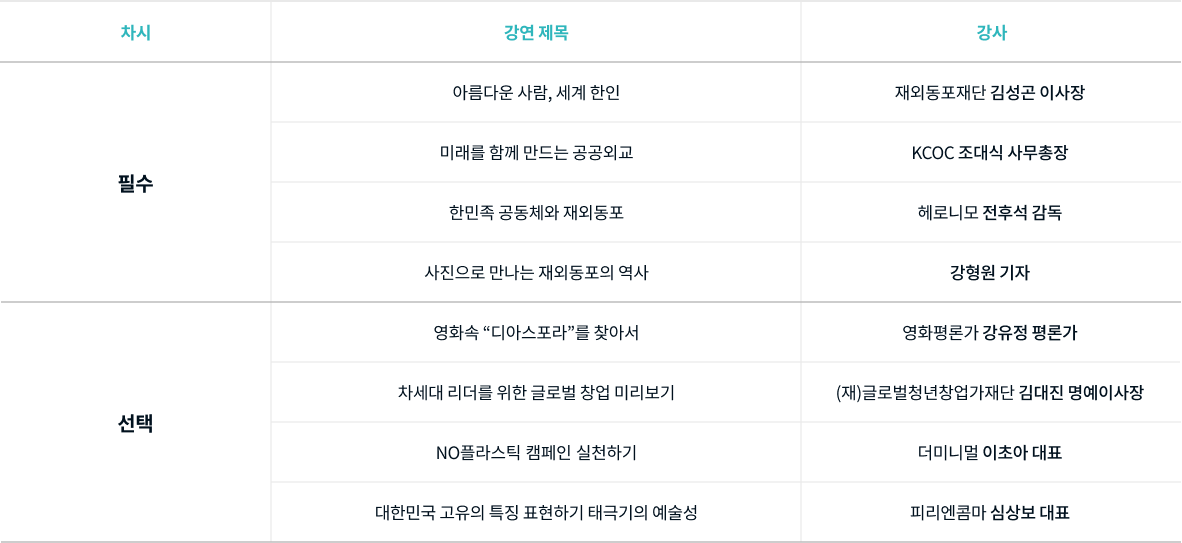 차시 강연 제목 강사
필수
아름다운 사람, 세계 한인 재외동포재단 김성곤 이사장
미래를 함께 만드는 공공외교 KCOC 조대식 사무총장
한민족 공동체와 재외동포 헤로니모 전후석 감독
사진으로 만나는 재외동포의 역사 강형원 기자
선택
영화속 “디아스포라”를 찾아서 영화평론가 강유정 평론가
차세대 리더를 위한 글로벌 창업 미리보기 (재)글로벌청년창업가재단 김대진 명예이사장
NO플라스틱 캠페인 실천하기 더미니멀 이초아 대표
대한민국 고유의 특징 표현하기 태극기의 예술성 피리엔콤마 심상보 대표